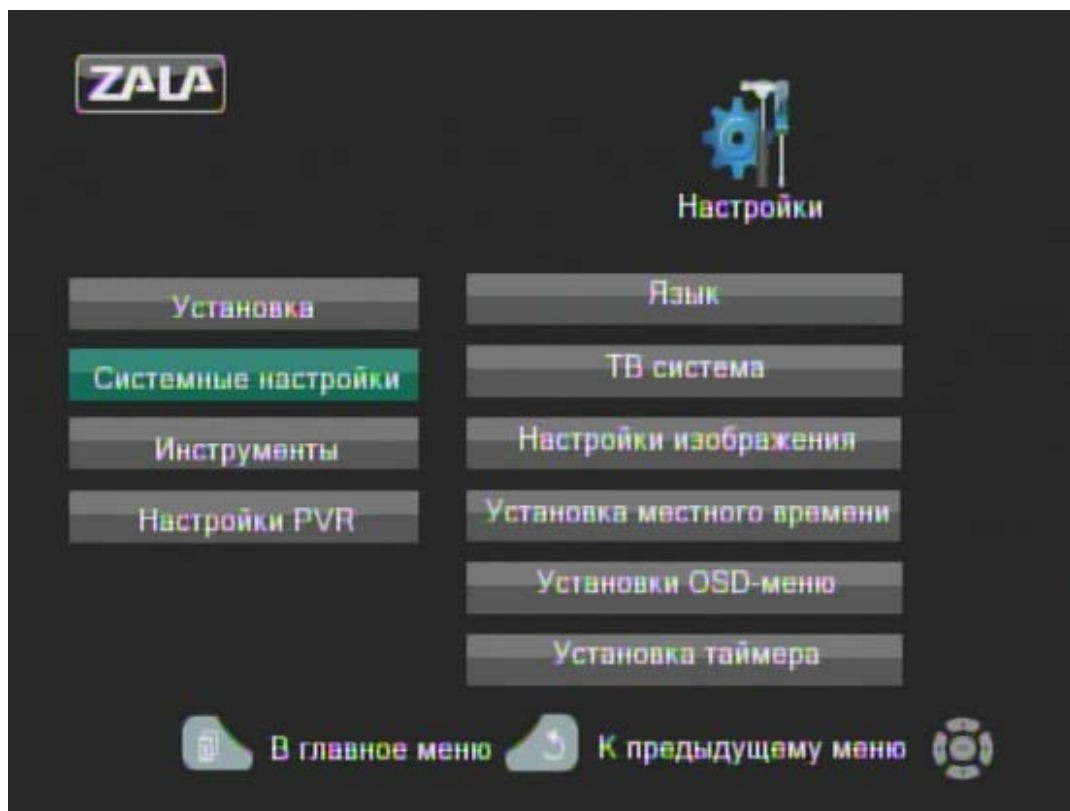 ZALA
Настройки
Установка
Системные настройки
Инструменты
Настройки PVR
Язык
ТВ система
Настройки изображения
Установка местного времени
Установки OSD-меню
Установка таймера
В главное меню
К предыдущему меню